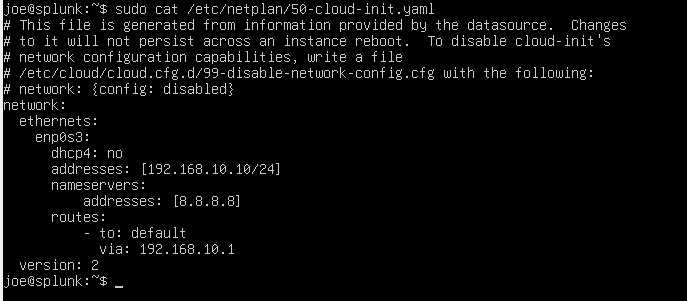 joe@splunk:~$ sudo cat /etc/netplan/50-cloud-init.yaml
# This file is generated from information provided by the datasource.  Changes
# to it will not persist across an instance reboot.  To disable cloud-init's
# network configuration capabilities, write a file
# /etc/cloud/cloud.cfg.d/99-disable-network-config.cfg with the following:
# network: {config: disabled}
network:
  ethernets:
    enp0s3:
      dhcp4: no
      addresses: [192.168.10.10/24]
      nameservers:
          addresses: [8.8.8.8]
      routes:
          - to: default
            via: 192.168.10.1
  version: 2
joe@splunk:~$ _